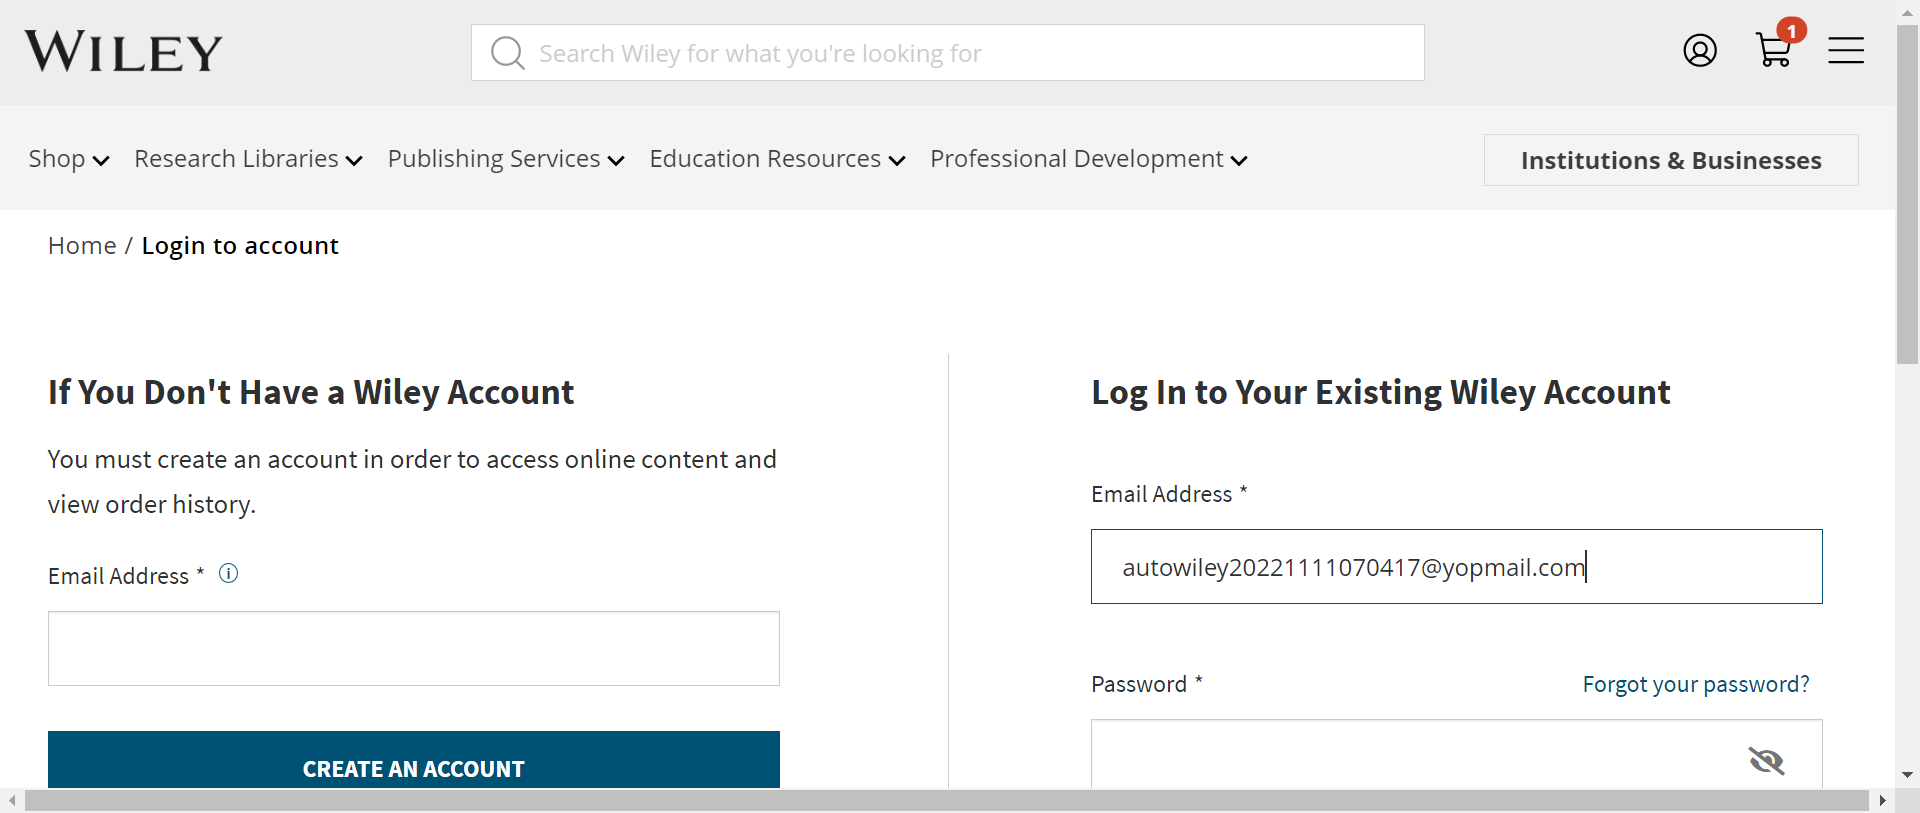 WILEY
Search Wiley for what you're looking for
1
Shop
Research Libraries
Publishing Services
Education Resources
Professional Development
Institutions & Businesses
Home / Login to account
If You Don't Have a Wiley Account
You must create an account in order to access online content and
view order history.
Email Address *
CREATE AN ACCOUNT
Log In to Your Existing Wiley Account
Email Address *
autowiley20221111070417@yopmail.com
Password *
Forgot your password?